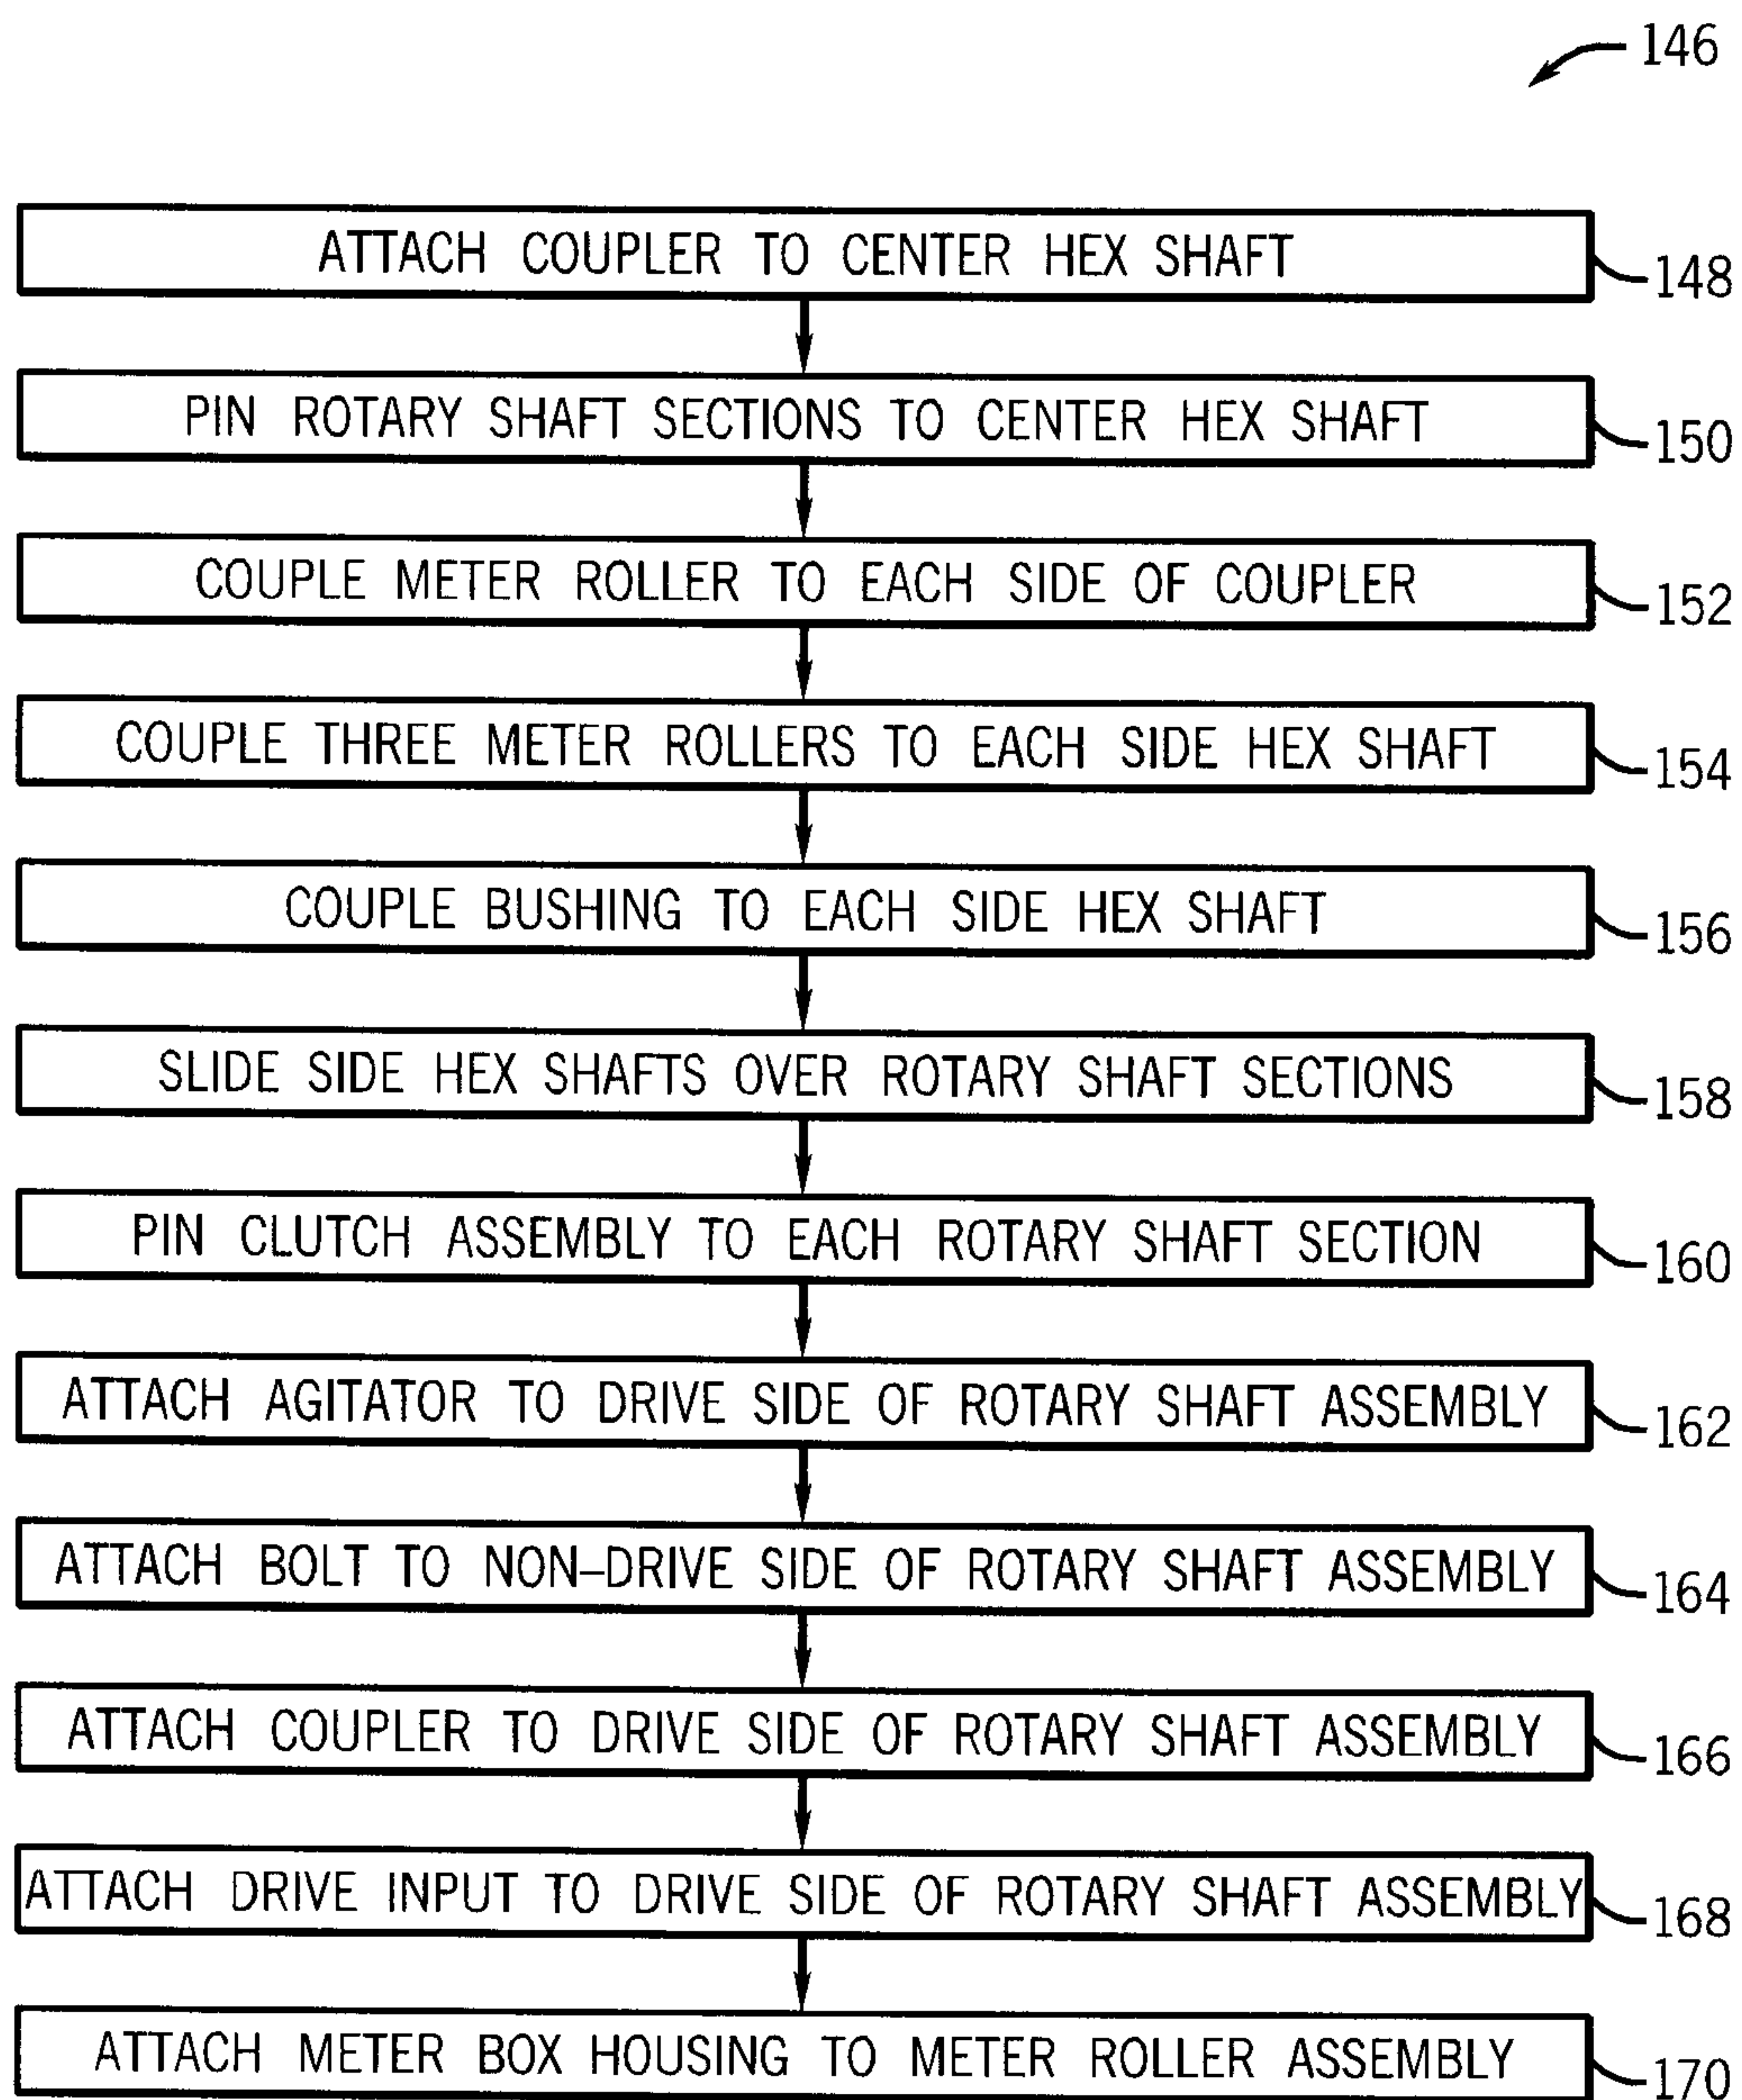 146
ATTACH COUPLER TO CENTER HEX SHAFT
148
PIN ROTARY SHAFT SECTIONS TO CENTER HEX SHAFT
150
COUPLE METER ROLLER TO EACH SIDE OF COUPLER
152
COUPLE THREE METER ROLLERS TO EACH SIDE HEX SHAFT
154
COUPLE BUSHING TO EACH SIDE HEX SHAFT
156
SLIDE SIDE HEX SHAFTS OVER ROTARY SHAFT SECTIONS
158
PIN CLUTCH ASSEMBLY TO EACH ROTARY SHAFT SECTION
160
ATTACH AGITATOR TO DRIVE SIDE OF ROTARY SHAFT ASSEMBLY
162
ATTACH BOLT TO NON–DRIVE SIDE OF ROTARY SHAFT ASSEMBLY
164
ATTACH COUPLER TO DRIVE SIDE OF ROTARY SHAFT ASSEMBLY
166
ATTACH DRIVE INPUT TO DRIVE SIDE OF ROTARY SHAFT ASSEMBLY
168
ATTACH METER BOX HOUSING TO METER ROLLER ASSEMBLY
170